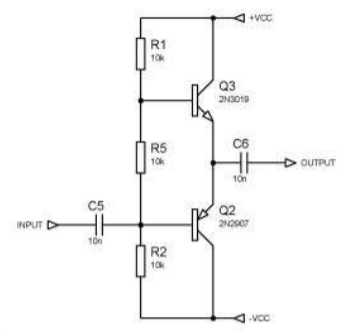 +VCC
R1
10k
Q3
2N3019
C6
10n
OUTPUT
R5
10k
C5
10n
INPUT
Q2
2N2907
R2
10k
-VCC